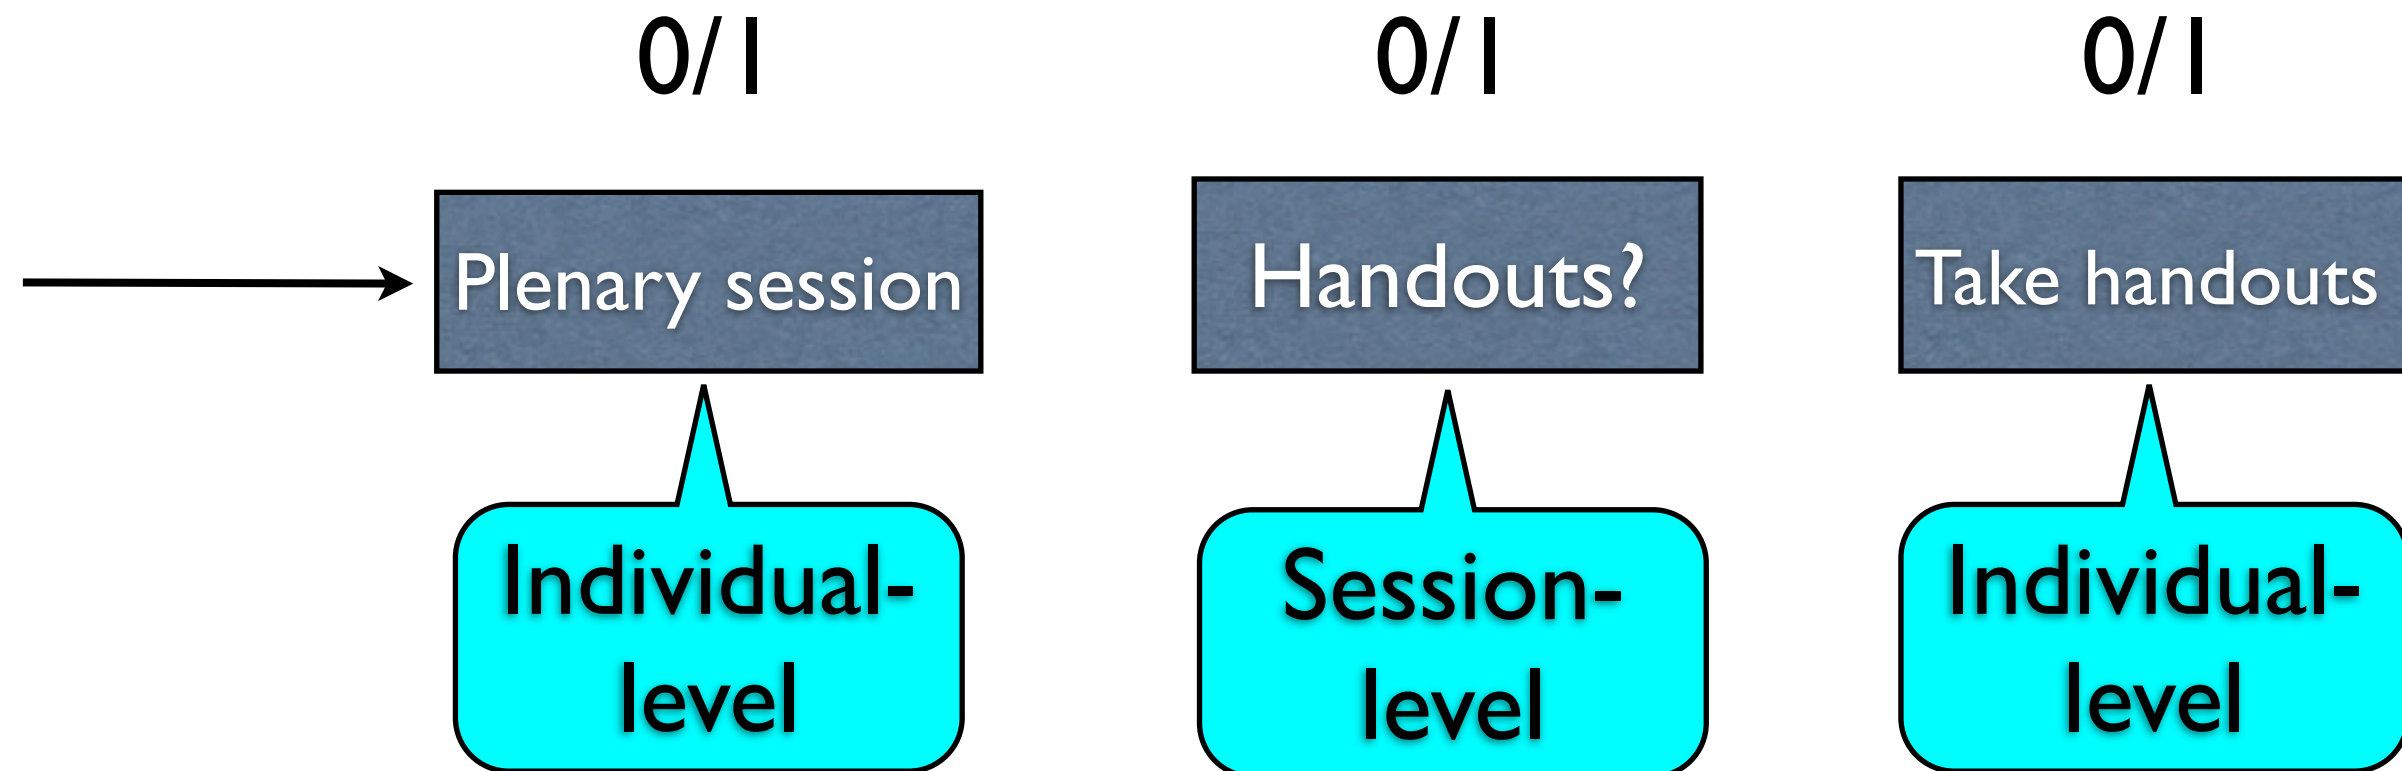 0/1 0/1 0/1
Plenary session Handouts? Take handouts
Individual- Session- Individual-
level level level